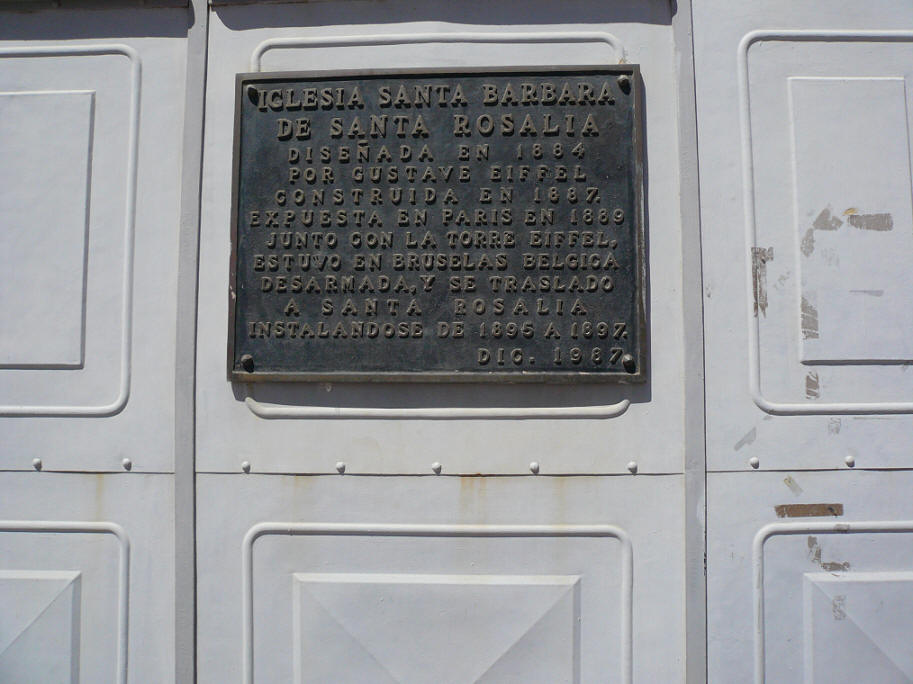 IGLESIA SANTA BARBARA
DE SANTA ROSALIA
DISEÑADA EN 1884
POR GUSTAVE EIFFEL
CONSTRUIDA EN 1887.
EXPUESTA EN PARIS EN 1889
JUNTO CON LA TORRE EIFFEL,
ESTUVO EN BRUSELAS BELGICA
DESARMADA, Y SE TRASLADO
A SANTA ROSALIA
INSTALANDOSE DE 1895 A 1897.
DIC. 1987.